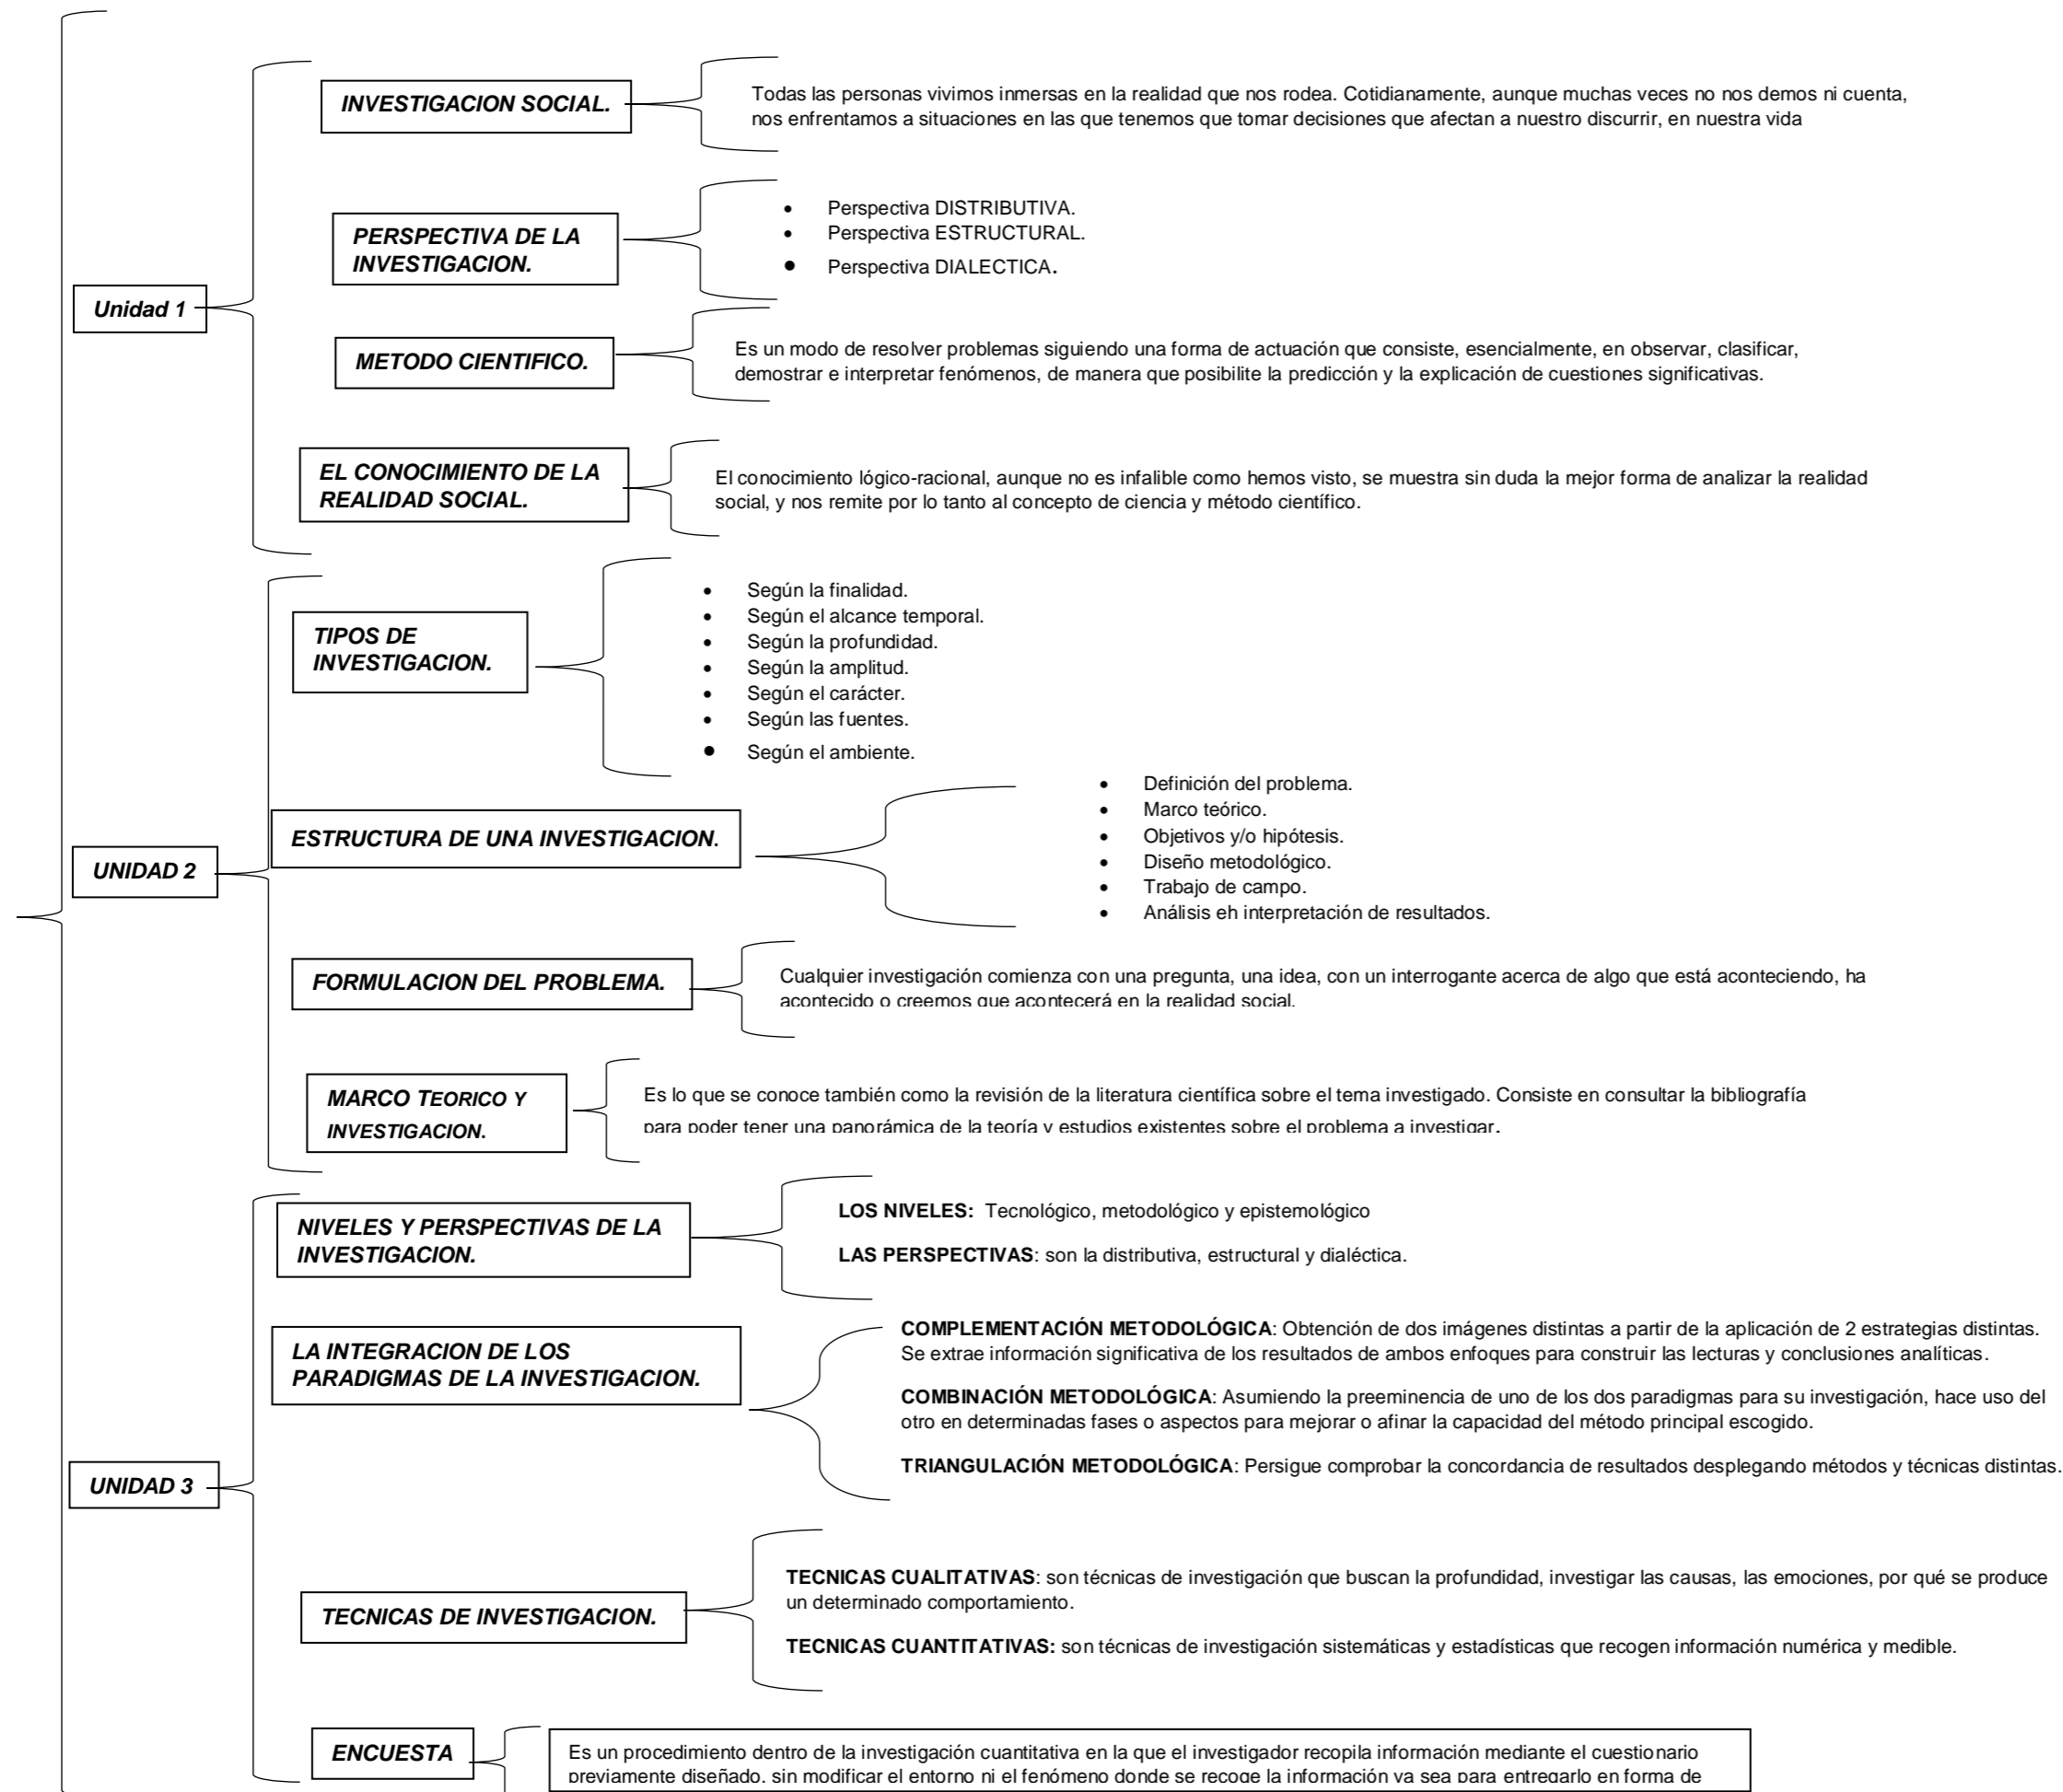 Unidad 1
INVESTIGACION SOCIAL.
Todas las personas vivimos inmersas en la realidad que nos rodea. Cotidianamente, aunque muchas veces no nos demos ni cuenta,
nos enfrentamos a situaciones en las que tenemos que tomar decisiones que afectan a nuestro discurrir, en nuestra vida
PERSPECTIVA DE LA
INVESTIGACION.
• Perspectiva DISTRIBUTIVA.
• Perspectiva ESTRUCTURAL.
• Perspectiva DIALECTICA.
METODO CIENTIFICO.
Es un modo de resolver problemas siguiendo una forma de actuación que consiste, esencialmente, en observar, clasificar,
demostrar e interpretar fenómenos, de manera que posibilite la predicción y la explicación de cuestiones significativas.
EL CONOCIMIENTO DE LA
REALIDAD SOCIAL.
El conocimiento lógico-racional, aunque no es infalible como hemos visto, se muestra sin duda la mejor forma de analizar la realidad
social, y nos remite por lo tanto al concepto de ciencia y método científico.
UNIDAD 2
TIPOS DE
INVESTIGACION.
• Según la finalidad.
• Según el alcance temporal.
• Según la profundidad.
• Según la amplitud.
• Según el carácter.
• Según las fuentes.
• Según el ambiente.
ESTRUCTURA DE UNA INVESTIGACION.
• Definición del problema.
• Marco teórico.
• Objetivos y/o hipótesis.
• Diseño metodológico.
• Trabajo de campo.
• Análisis eh interpretación de resultados.
FORMULACION DEL PROBLEMA.
Cualquier investigación comienza con una pregunta, una idea, con un interrogante acerca de algo que está aconteciendo, ha
acontecido o creemos que acontecerá en la realidad social.
MARCO TEORICO Y
INVESTIGACION.
Es lo que se conoce también como la revisión de la literatura científica sobre el tema investigado. Consiste en consultar la bibliografía
para poder tener una panorámica de la teoría y estudios existentes sobre el problema a investigar.
UNIDAD 3
NIVELES Y PERSPECTIVAS DE LA
INVESTIGACION.
LOS NIVELES: Tecnológico, metodológico y epistemológico
LAS PERSPECTIVAS: son la distributiva, estructural y dialéctica.
LA INTEGRACION DE LOS
PARADIGMAS DE LA INVESTIGACION.
COMPLEMENTACIÓN METODOLÓGICA: Obtención de dos imágenes distintas a partir de la aplicación de 2 estrategias distintas.
Se extrae información significativa de los resultados de ambos enfoques para construir las lecturas y conclusiones analíticas.
COMBINACIÓN METODOLÓGICA: Asumiendo la preeminencia de uno de los dos paradigmas para su investigación, hace uso del
otro en determinadas fases o aspectos para mejorar o afinar la capacidad del método principal escogido.
TRIANGULACIÓN METODOLÓGICA: Persigue comprobar la concordancia de resultados desplegando métodos y técnicas distintas.
TECNICAS DE INVESTIGACION.
TECNICAS CUALITATIVAS: son técnicas de investigación que buscan la profundidad, investigar las causas, las emociones, por qué se produce
un determinado comportamiento.
TECNICAS CUANTITATIVAS: son técnicas de investigación sistemáticas y estadísticas que recogen información numérica y medible.
ENCUESTA
Es un procedimiento dentro de la investigación cuantitativa en la que el investigador recopila información mediante el cuestionario
previamente diseñado, sin modificar el entorno ni el fenómeno donde se recoge la información ya sea para entregarlo en forma de